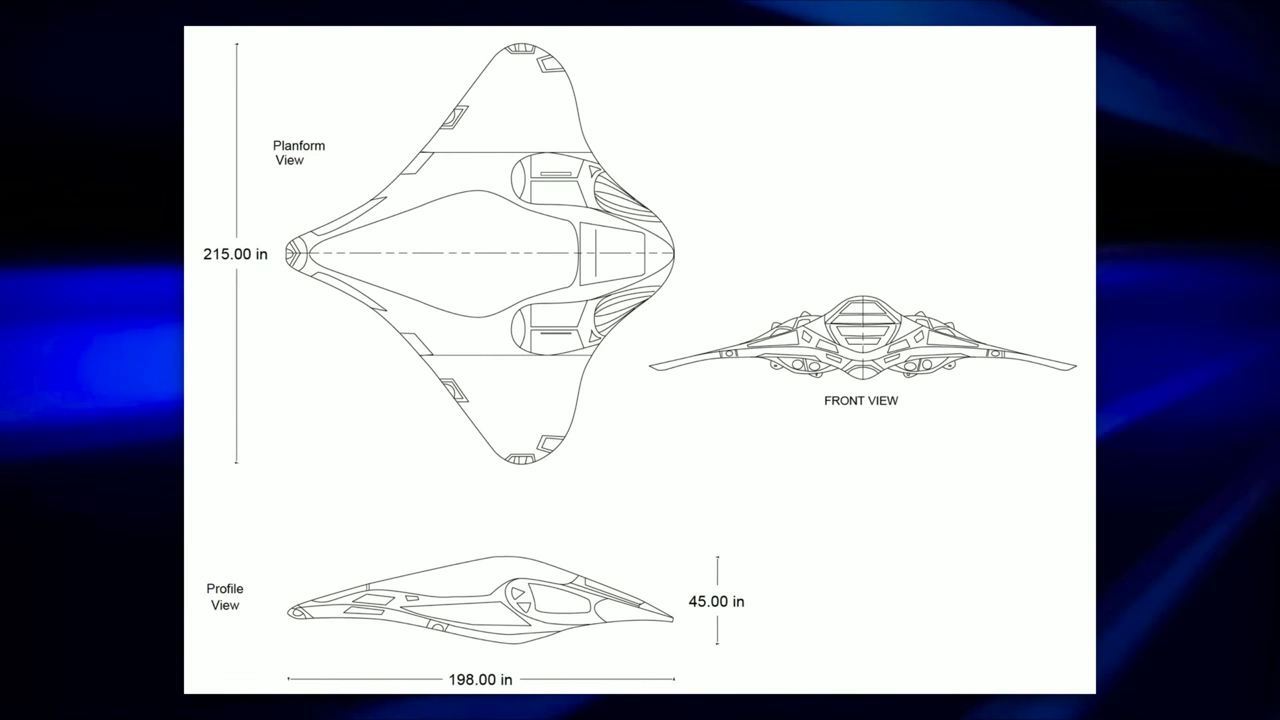 Planform
View
215.00 in
FRONT VIEW
Profile
View
45.00 in
198.00 in